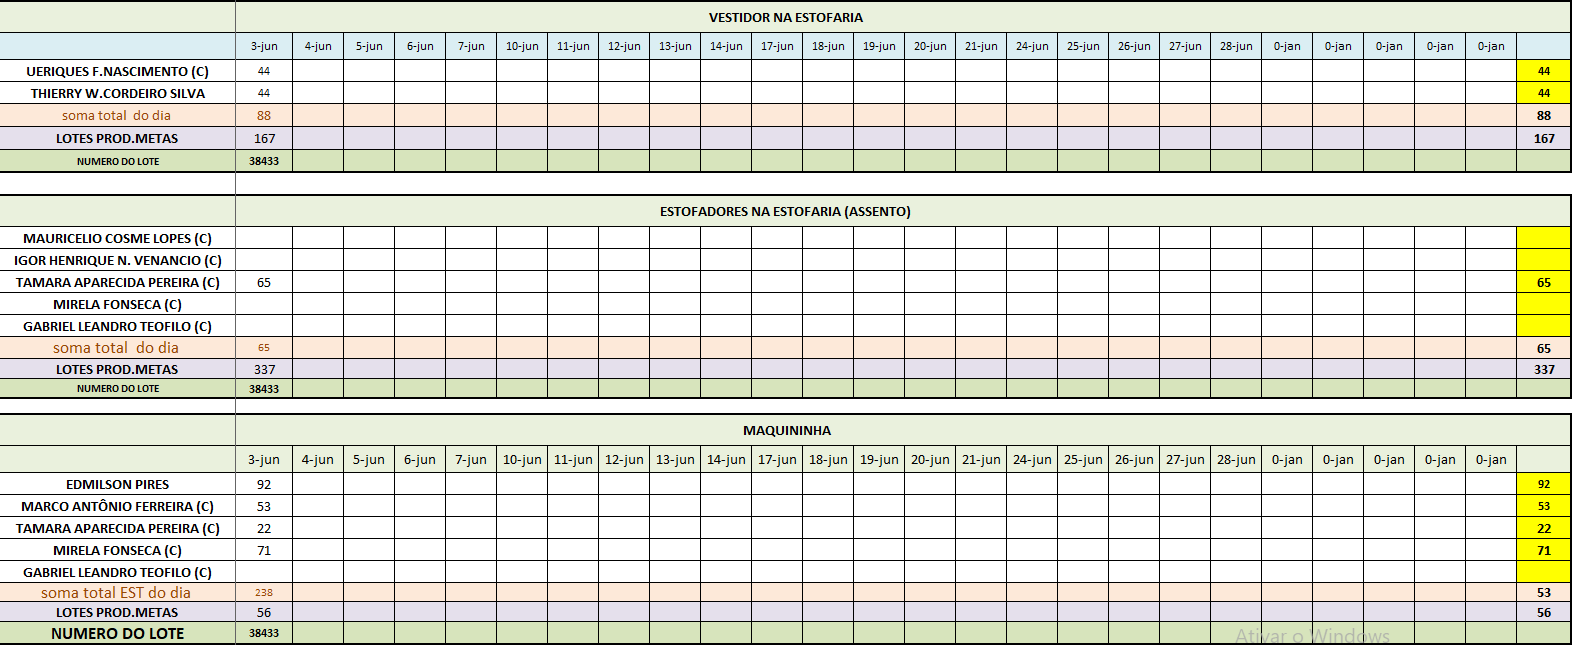 VESTIDOR NA ESTOFARIA
3-jun 4-jun 5-jun 6-jun 7-jun 10-jun 11-jun 12-jun 13-jun 14-jun 17-jun 18-jun 19-jun 20-jun 21-jun 24-jun 25-jun 26-jun 27-jun 28-jun 0-jan 0-jan 0-jan 0-jan 0-jan
UERIQUES F.NASCIMENTO (C) 44 44
THIERRY W.CORDEIRO SILVA 44 44
soma total do dia 88 88
LOTES PROD.METAS 167 167
NUMERO DO LOTE 38433
ESTOFADORES NA ESTOFARIA (ASSENTO)
MAURICELIO COSME LOPES (C)
IGOR HENRIQUE N. VENANCIO (C)
TAMARA APARECIDA PEREIRA (C) 65 65
MIRELA FONSECA (C)
GABRIEL LEANDRO TEOFILO (C)
soma total do dia 65 65
LOTES PROD.METAS 337 337
NUMERO DO LOTE 38433
MAQUININHA
3-jun 4-jun 5-jun 6-jun 7-jun 10-jun 11-jun 12-jun 13-jun 14-jun 17-jun 18-jun 19-jun 20-jun 21-jun 24-jun 25-jun 26-jun 27-jun 28-jun 0-jan 0-jan 0-jan 0-jan 0-jan
EDMILSON PIRES 92 92
MARCO ANTÔNIO FERREIRA (C) 53 53
TAMARA APARECIDA PEREIRA (C) 22 22
MIRELA FONSECA (C) 71 71
GABRIEL LEANDRO TEOFILO (C)
soma total EST do dia 238 53
LOTES PROD.METAS 56 56
NUMERO DO LOTE 38433
Ativar o Windows